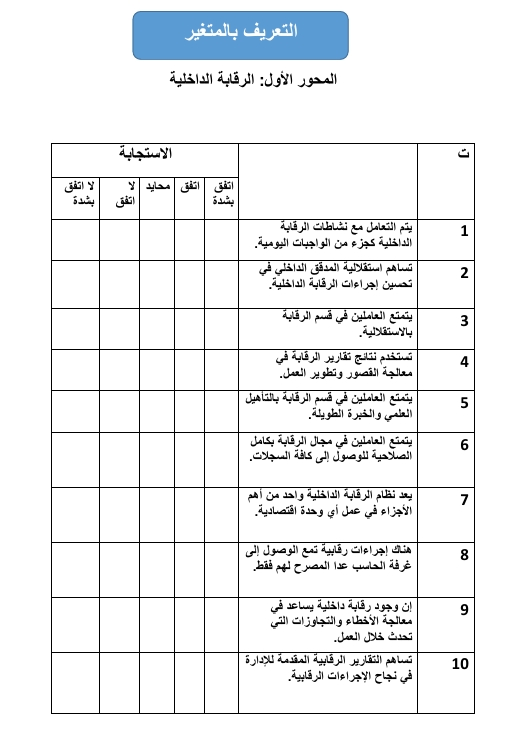 التعريف بالمتغير
المحور الأول: الرقابة الداخلية
ت
الاستجابة
اتفق بشدة
اتفق
محايد
لا اتفق
لا اتفق بشدة
1
يتم التعامل مع نشاطات الرقابة
الداخلية كجزء من الواجبات اليومية.
2
تساهم استقلالية المدقق الداخلي في
تحسين إجراءات الرقابة الداخلية.
3
يتمتع العاملين في قسم الرقابة
بالاستقلالية.
4
تستخدم نتائج تقارير الرقابة في
معالجة القصور وتطوير العمل.
5
يتمتع العاملين في قسم الرقابة بالتأهيل
العلمي والخبرة الطويلة.
6
يتمتع العاملين في مجال الرقابة بكامل
الصلاحية للوصول إلى كافة السجلات.
7
يعد نظام الرقابة الداخلية واحد من أهم
الأجزاء في عمل أي وحدة اقتصادية.
8
هناك إجراءات رقابية تمع الوصول إلى
غرفة الحاسب عدا المصرح لهم فقط.
9
إن وجود رقابة داخلية يساعد في
معالجة الأخطاء والتجاوزات التي
تحدث خلال العمل.
10
تساهم التقارير الرقابية المقدمة للإدارة
في نجاح الإجراءات الرقابية.